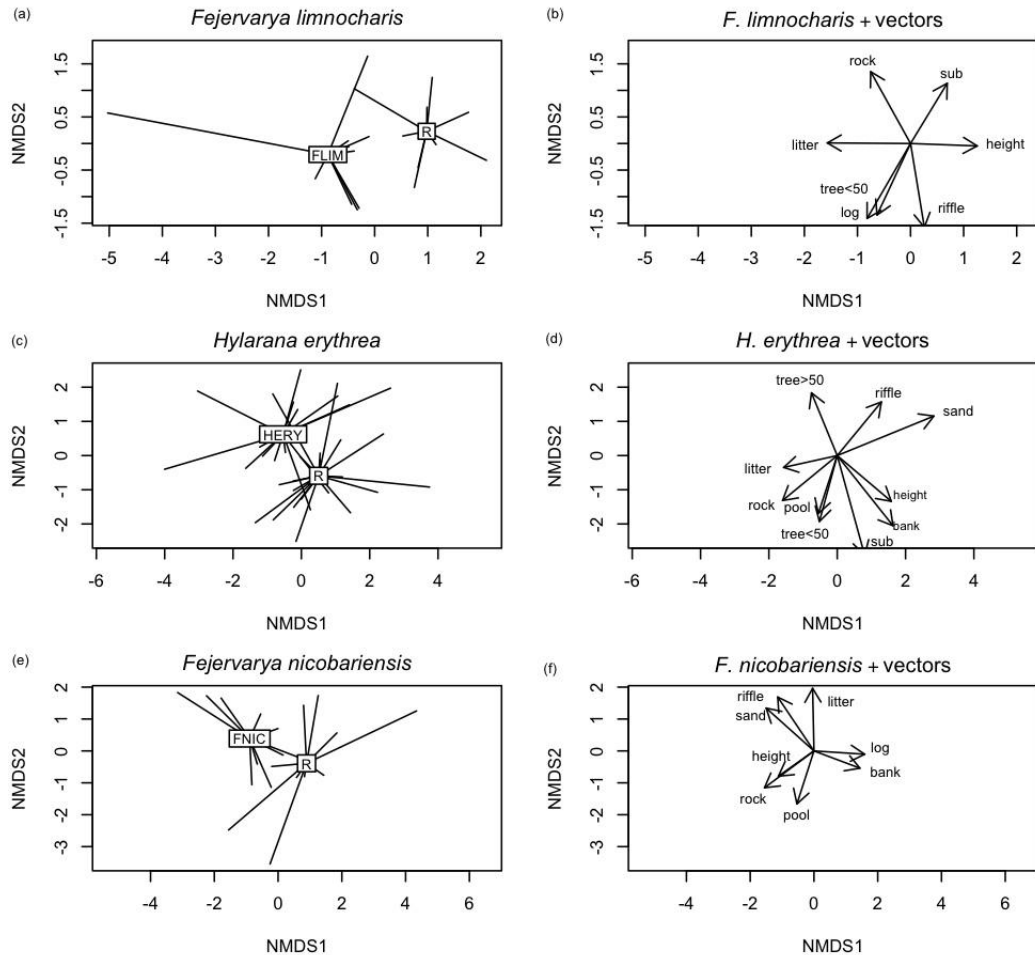 (a)
Fejervarya limnocharis
NMDS2
1.5
0.5
-0.5
-1.5
FLIM
R
-5 -4 -3 -2 -1 0 1 2
NMDS1
(b)
F. limnocharis + vectors
NMDS2
1.5
0.5
-0.5
-1.5
rock
sub
litter
height
tree<50
log
riffle
-5 -4 -3 -2 -1 0 1 2
NMDS1
(c)
Hylarana erythrea
NMDS2
2
1
0
-1
-2
HERY
R
-6 -4 -2 0 2 4
NMDS1
(d)
H. erythrea + vectors
NMDS2
2
1
0
-1
-2
tree>50
riffle
sand
litter
rock
pool
height
bank
tree<50
sub
-6 -4 -2 0 2 4
NMDS1
(e)
Fejervarya nicobariensis
NMDS2
2
1
0
-1
-2
-3
FNIC
R
-4 -2 0 2 4 6
NMDS1
(f)
F. nicobariensis + vectors
NMDS2
2
1
0
-1
-2
-3
riffle
litter
sand
height
log
bank
rock
pool
-4 -2 0 2 4 6
NMDS1